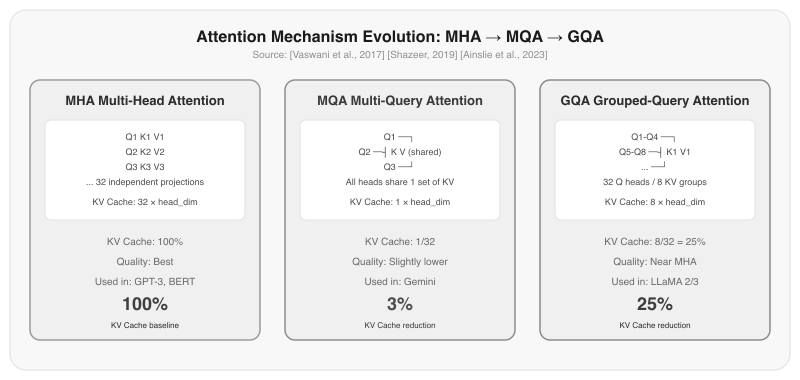 Attention Mechanism Evolution: MHA → MQA → GQA
Source: [Vaswani et al., 2017] [Shazeer, 2019] [Ainslie et al., 2023]
MHA Multi-Head Attention
Q1 K1 V1
Q2 K2 V2
Q3 K3 V3
... 32 independent projections
KV Cache: 32 × head_dim
KV Cache: 100%
Quality: Best
Used in: GPT-3, BERT
100%
KV Cache baseline
MQA Multi-Query Attention
Q1 ─┐
Q2 ─┤ K V (shared)
Q3 ─┘
All heads share 1 set of KV
KV Cache: 1 × head_dim
KV Cache: 1/32
Quality: Slightly lower
Used in: Gemini
3%
KV Cache reduction
GQA Grouped-Query Attention
Q1-Q4 ─┐
Q5-Q8 ─┤ K1 V1
... ─┘
32 Q heads / 8 KV groups
KV Cache: 8 × head_dim
KV Cache: 8/32 = 25%
Quality: Near MHA
Used in: LLaMA 2/3
25%
KV Cache reduction